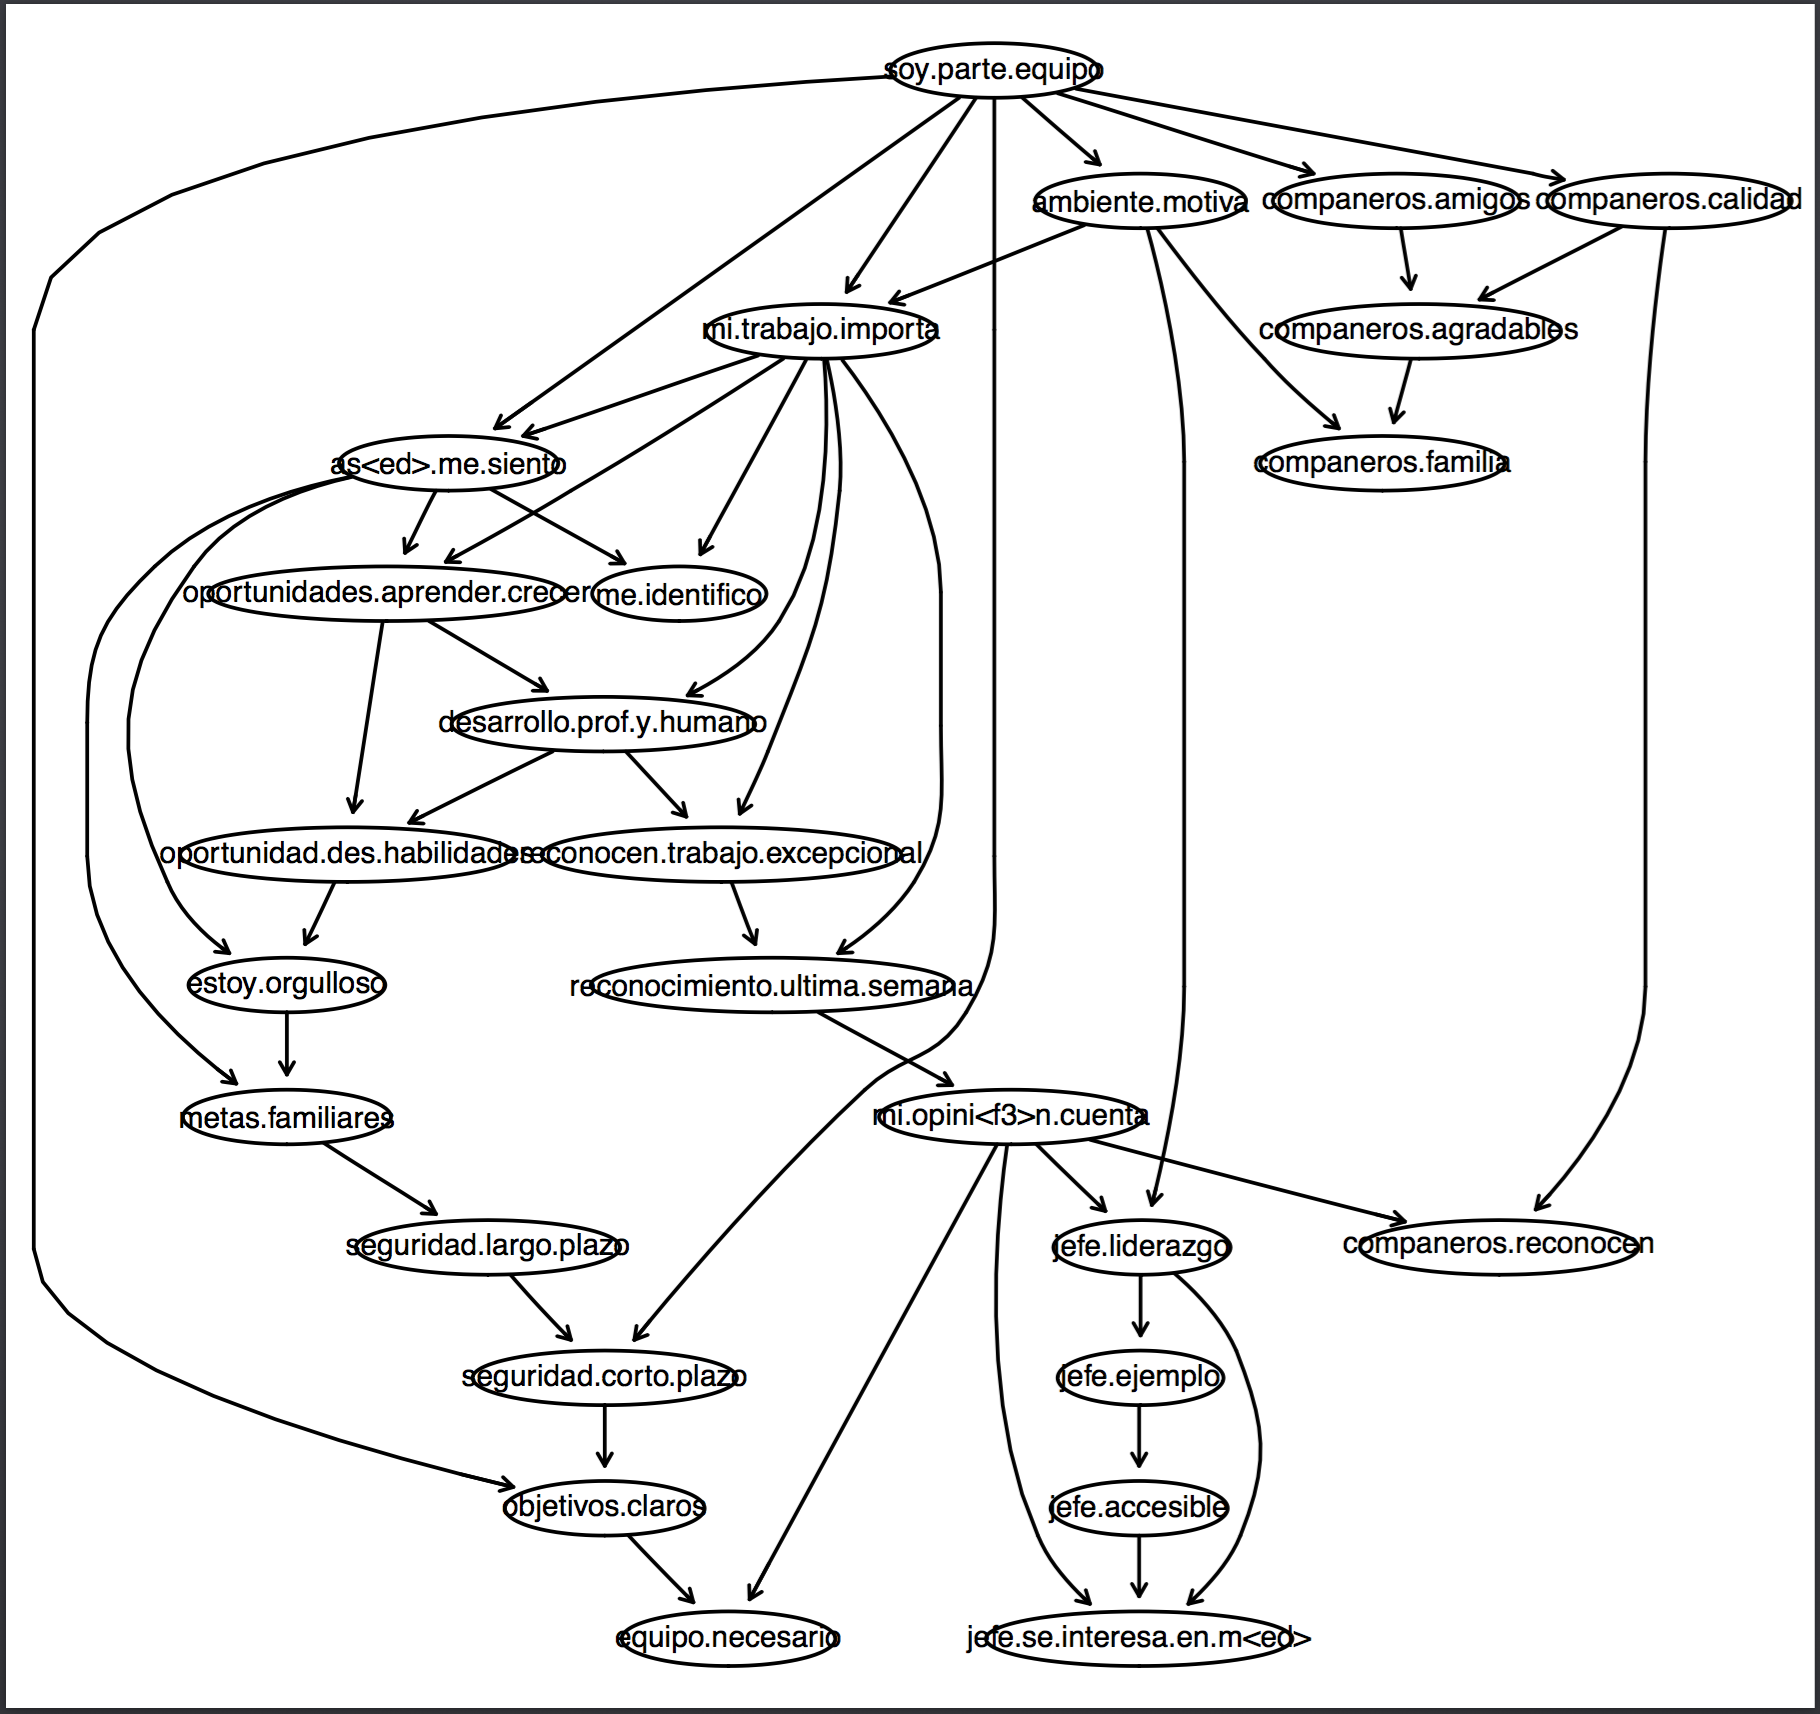 soy.parte.equipo
ambiente.motiva
companeros.amigos
companeros.calidad
mi.trabajo.importa
companeros.agradables
as<ed>.me.siento
companeros.familia
oportunidades.aprender.crecer
me.identifico
desarrollo.prof.y.humano
oportunidad.des.habilidades
reconocen.trabajo.excepcional
estoy.orgulloso
reconocimiento.ultima.semana
metas.familiares
mi.opini<f3>n.cuenta
seguridad.largo.plazo
jefe.liderazgo
companeros.reconocen
seguridad.corto.plazo
jefe.ejemplo
objetivos.claros
jefe.accesible
equipo.necesario
jefe.se.interesa.en.m<ed>